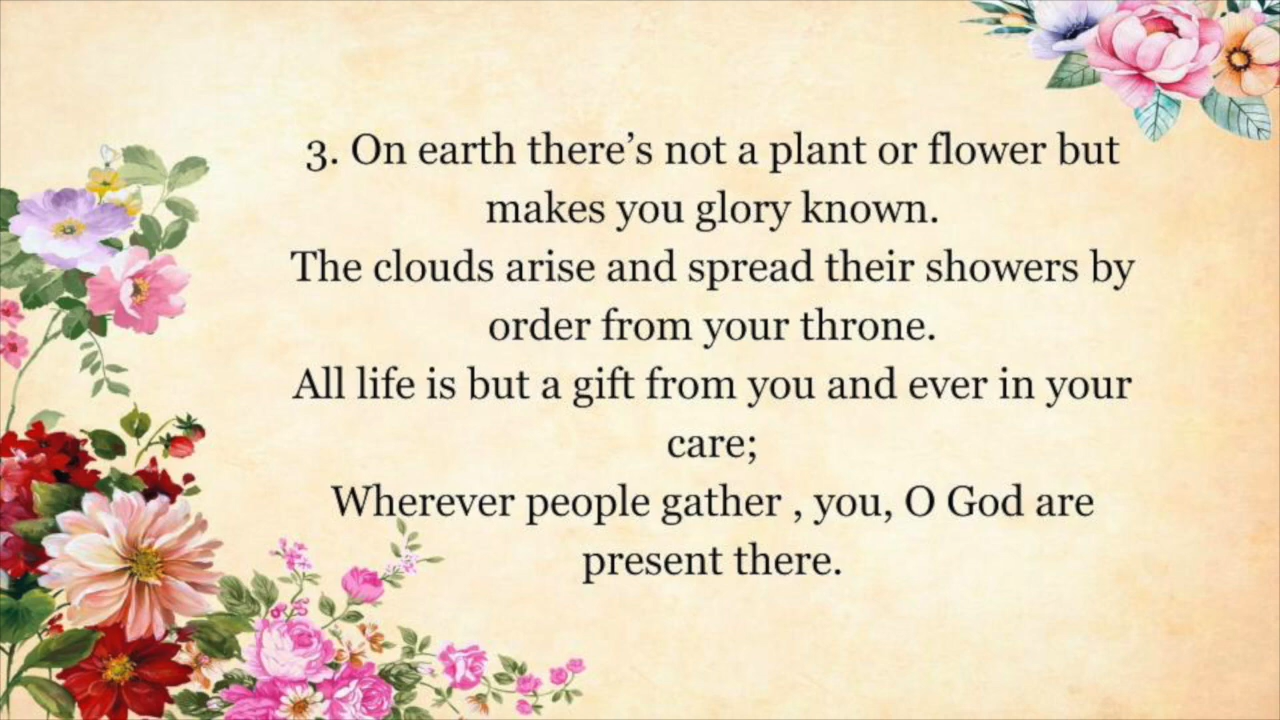 3. On earth there’s not a plant or flower but
makes you glory known.
The clouds arise and spread their showers by
order from your throne.
All life is but a gift from you and ever in your
care;
Wherever people gather , you, O God are
present there.